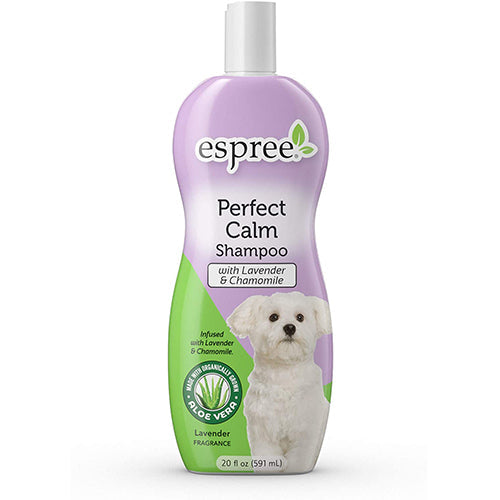 espree
Perfect
Calm
Shampoo
with Lavender
& Chamomile
Infused
with Lavender
& Chamomile.
MADE WITH ORGANICALLY GROWN
ALOE VERA
Lavender
FRAGRANCE
20 fl oz (591 mL)